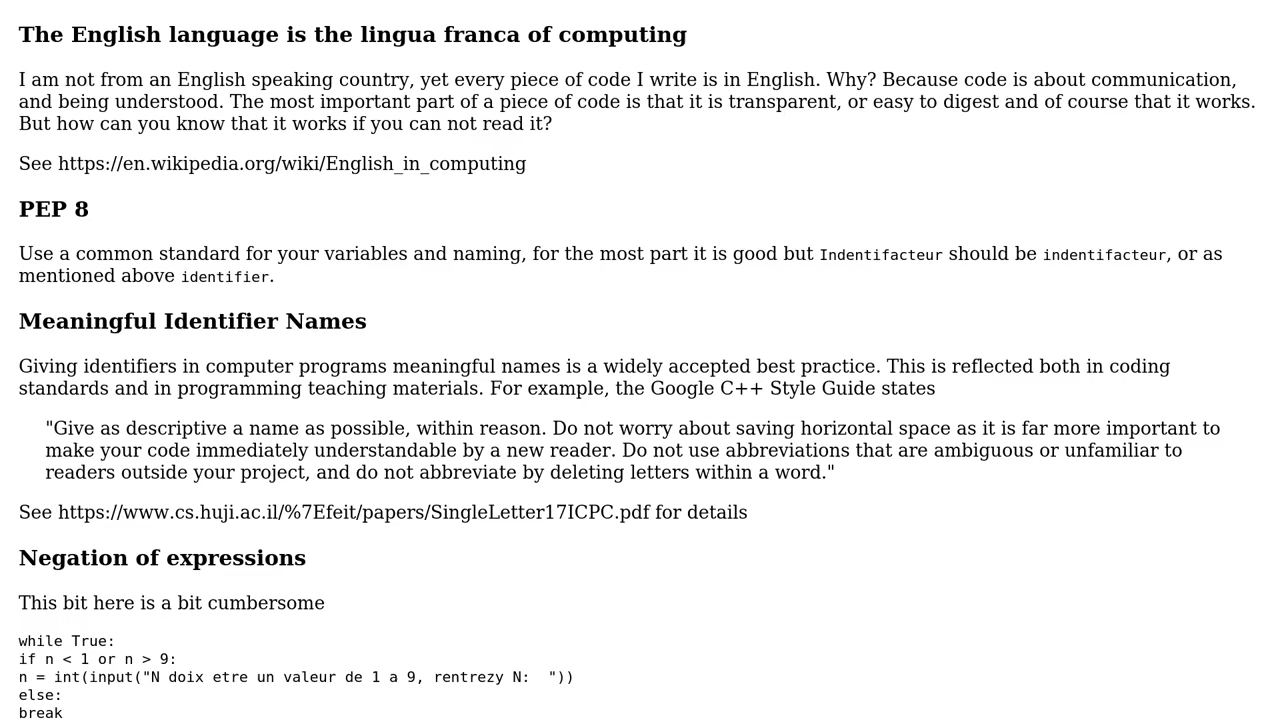 The English language is the lingua franca of computing
I am not from an English speaking country, yet every piece of code I write is in English. Why? Because code is about communication,
and being understood. The most important part of a piece of code is that it is transparent, or easy to digest and of course that it works.
But how can you know that it works if you can not read it?
See https://en.wikipedia.org/wiki/English_in_computing
PEP 8
Use a common standard for your variables and naming, for the most part it is good but Indentifacteur should be indentifacteur, or as
mentioned above identifier.
Meaningful Identifier Names
Giving identifiers in computer programs meaningful names is a widely accepted best practice. This is reflected both in coding
standards and in programming teaching materials. For example, the Google C++ Style Guide states
"Give as descriptive a name as possible, within reason. Do not worry about saving horizontal space as it is far more important to
make your code immediately understandable by a new reader. Do not use abbreviations that are ambiguous or unfamiliar to
readers outside your project, and do not abbreviate by deleting letters within a word."
See https://www.cs.huji.ac.il/%7Efeit/papers/SingleLetter17ICPC.pdf for details
Negation of expressions
This bit here is a bit cumbersome
while True:
if n < 1 or n > 9:
n = int(input("N doix etre un valeur de 1 a 9, rentrezy N:  "))
else:
break